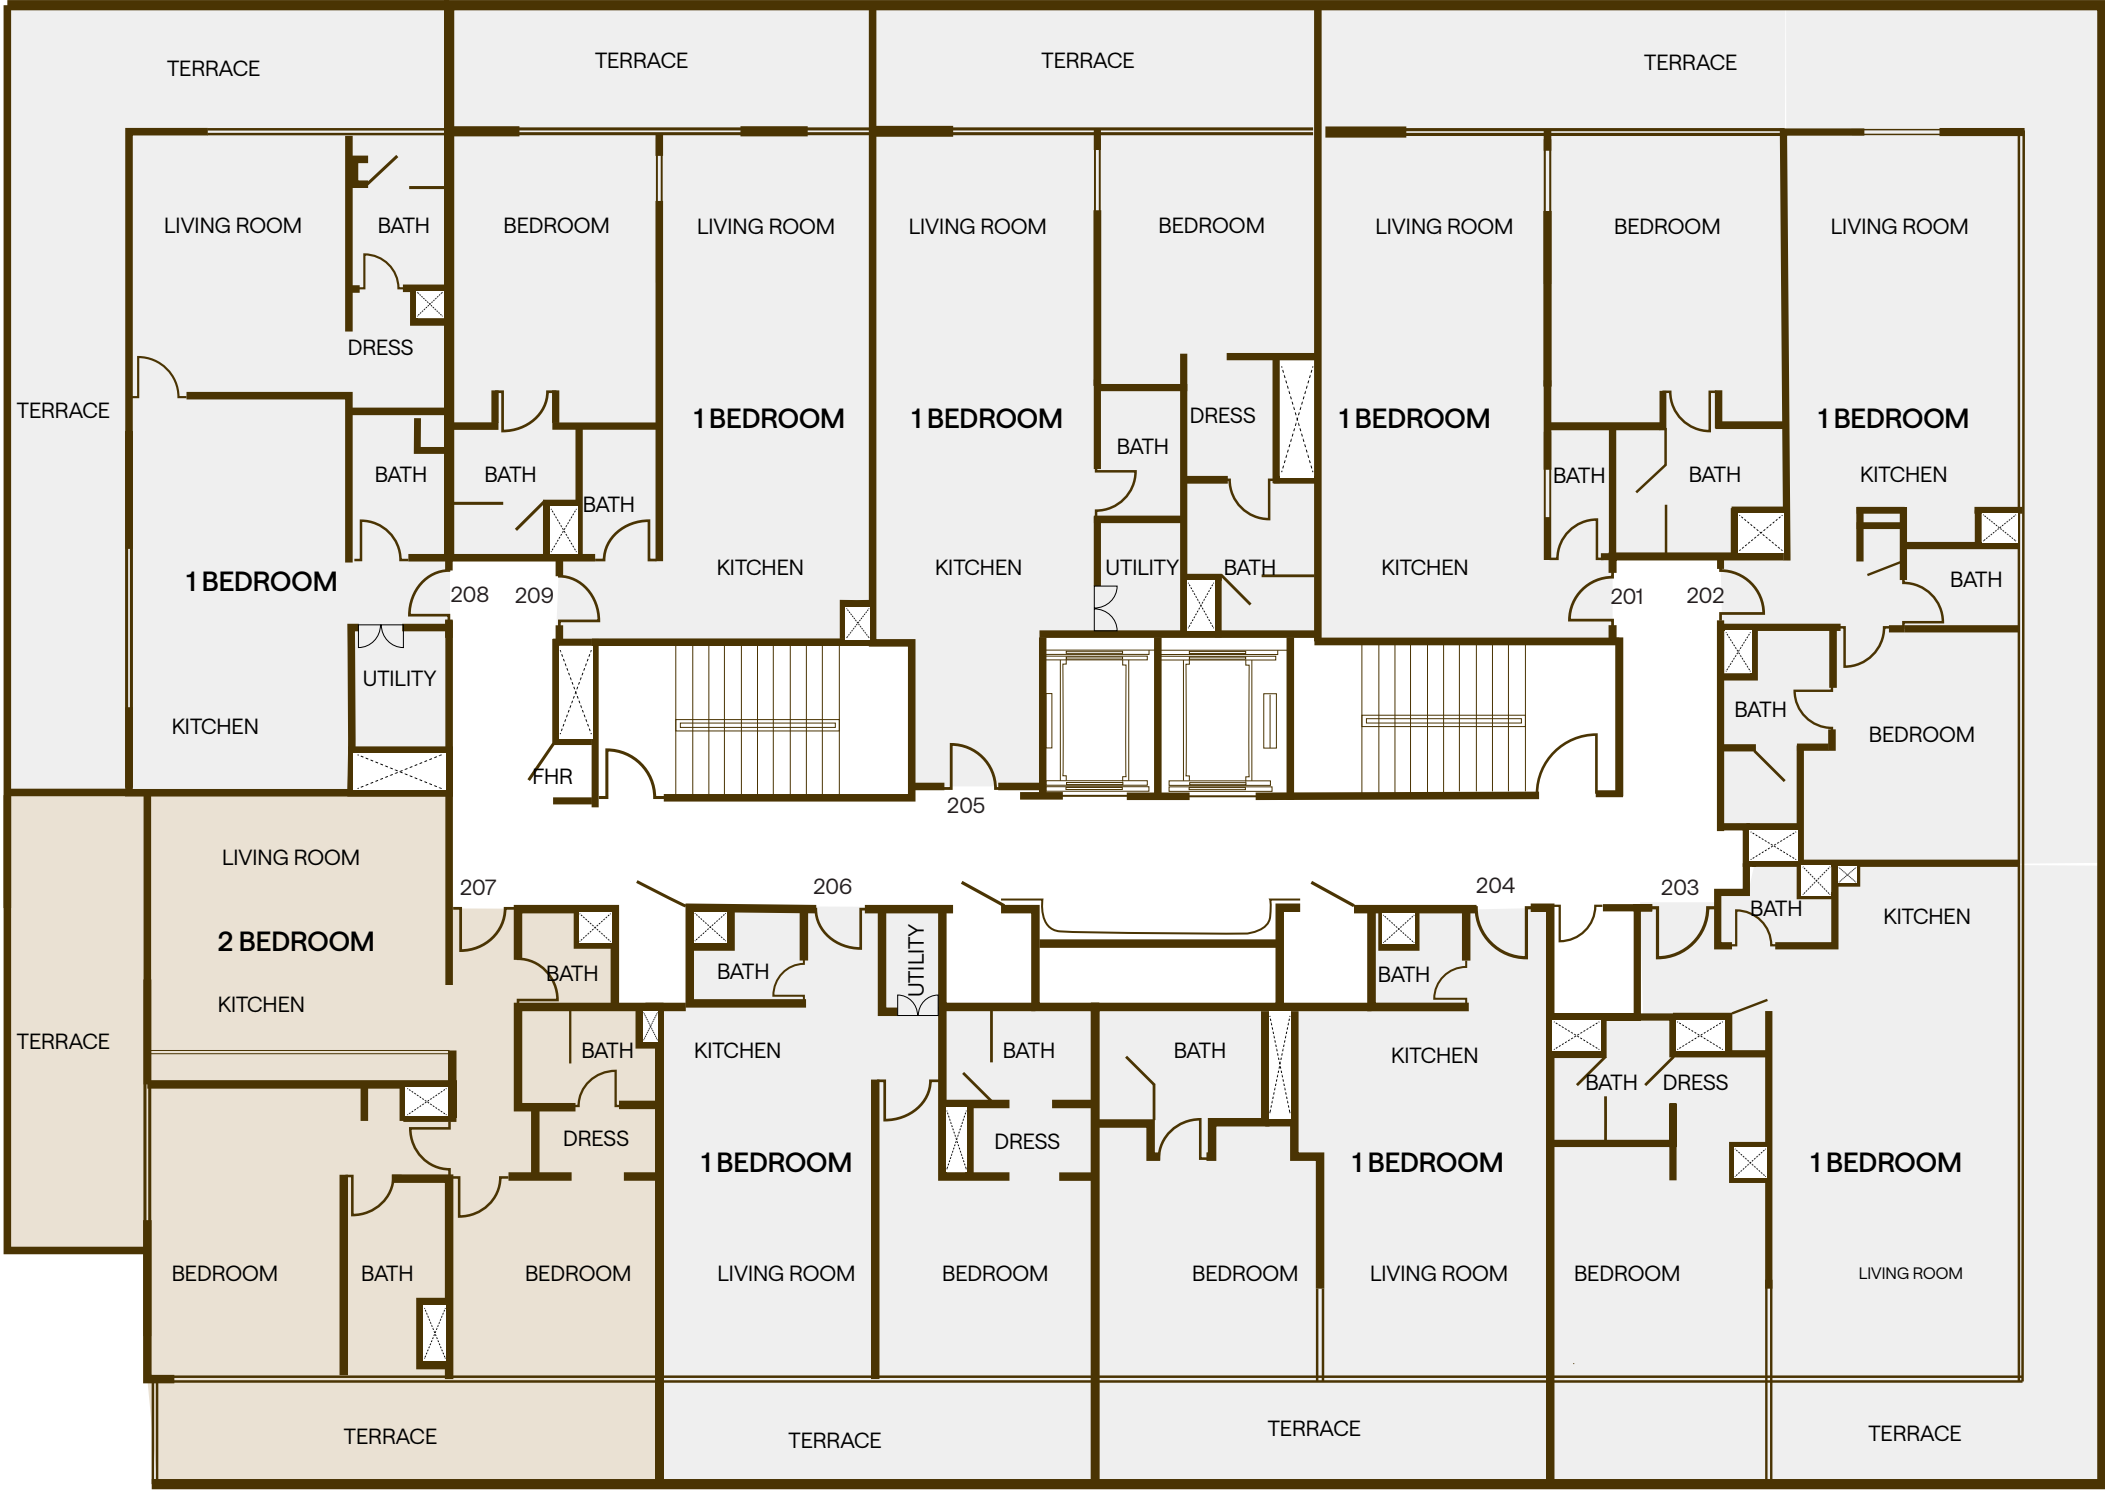 TERRACE
TERRACE
TERRACE
TERRACE
LIVING ROOM
BATH
BEDROOM
LIVING ROOM
LIVING ROOM
BEDROOM
LIVING ROOM
BEDROOM
LIVING ROOM
DRESS
TERRACE
1 BEDROOM
1 BEDROOM
DRESS
1 BEDROOM
1 BEDROOM
BATH
BATH
BATH
BATH
BATH
BATH
KITCHEN
BATH
1 BEDROOM
KITCHEN
KITCHEN
UTILITY
BATH
KITCHEN
BATH
208
209
201
202
UTILITY
KITCHEN
FHR
BATH
BEDROOM
205
LIVING ROOM
207
206
204
203
BATH
KITCHEN
2 BEDROOM
BATH
BATH
UTILITY
BATH
KITCHEN
TERRACE
BATH
KITCHEN
BATH
BATH
KITCHEN
BATH
DRESS
DRESS
DRESS
1 BEDROOM
1 BEDROOM
1 BEDROOM
BEDROOM
BATH
BEDROOM
LIVING ROOM
BEDROOM
BEDROOM
LIVING ROOM
BEDROOM
LIVING ROOM
TERRACE
TERRACE
TERRACE
TERRACE